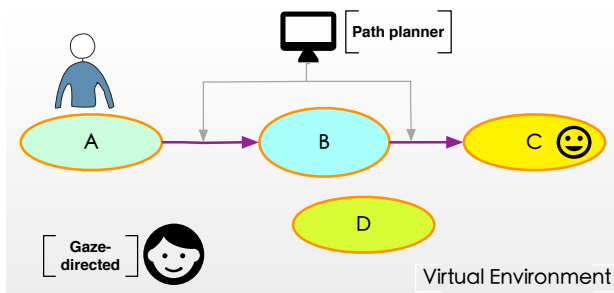 Path planner
A
B
C
D
Gaze-
directed
Virtual Environment